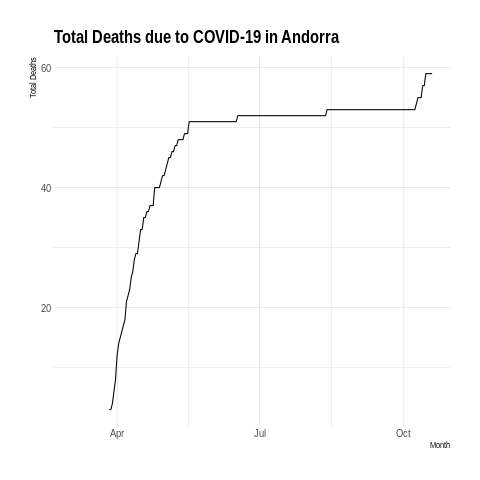 Total Deaths due to COVID-19 in Andorra
Total Deaths
60
40
20
Apr
Jul
Oct
Month